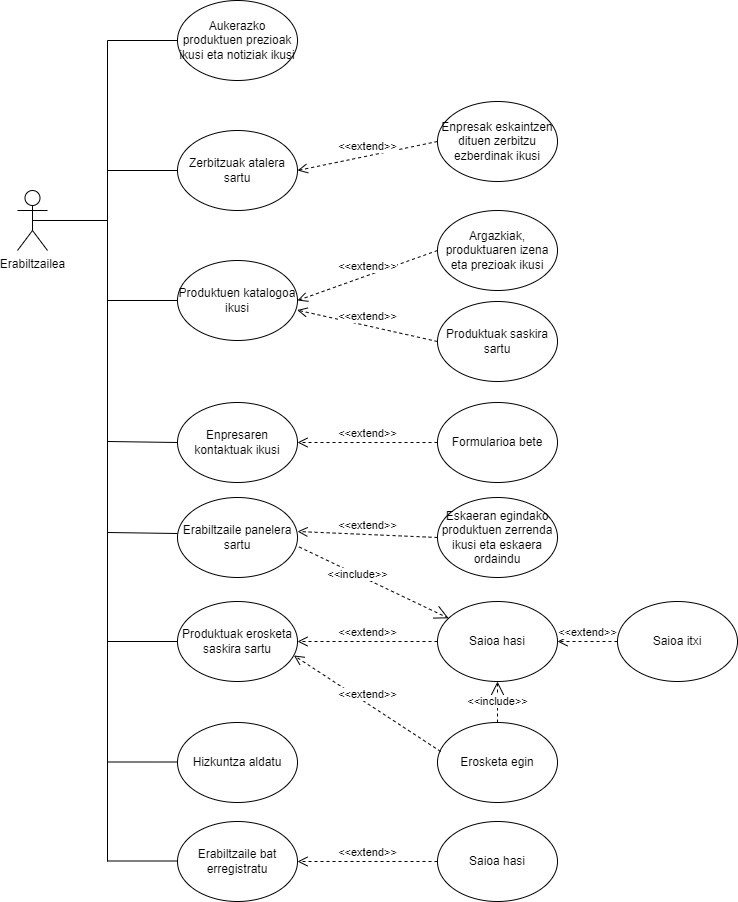 Aukerazko
produktuen prezioak
ikusi eta notiziak ikusi
Enpresak eskaintzen
dituen zerbitzu
ezberdinak ikusi
<<extend>>
Zerbitzuak atalera
sartu
Erabiltzailea
Argazkiak,
produktuaren izena
eta prezioak ikusi
<<extend>>
Produktuen katalogoa
ikusi
<<extend>>
Produktuak saskira
sartu
Enpresaren
kontaktuak ikusi
<<extend>>
Formularioa bete
Erabiltzaile panelera
sartu
<<extend>>
Eskaeran egindako
produktuen zerrenda
ikusi eta eskaera
ordaindu
<<include>>
Produktuak erosketa
saskira sartu
<<extend>>
Saioa hasi
<<extend>>
Saioa itxi
<<extend>>
<<include>>
Hizkuntza aldatu
Erosketa egin
Erabiltzaile bat
erregistratu
<<extend>>
Saioa hasi